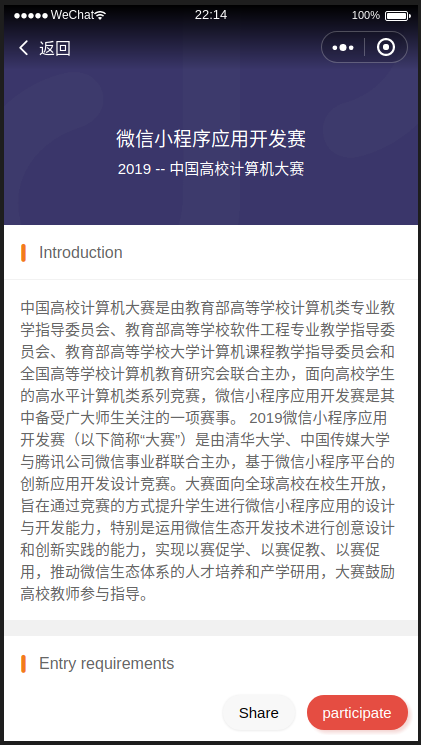 WeChat 22:14 100%
返回
微信小程序应用开发赛
2019 -- 中国高校计算机大赛
Introduction
中国高校计算机大赛是由教育部高等学校计算机类专业教
学指导委员会、教育部高等学校软件工程专业教学指导委
员会、教育部高等学校大学计算机课程教学指导委员会和
全国高等学校计算机教育研究会联合主办，面向高校学生
的高水平计算机类系列竞赛，微信小程序应用开发赛是其
中备受广大师生关注的一项赛事。 2019微信小程序应用
开发赛（以下简称“大赛”）是由清华大学、中国传媒大学
与腾讯公司微信事业群联合主办，基于微信小程序平台的
创新应用开发设计竞赛。大赛面向全球高校在校生开放，
旨在通过竞赛的方式提升学生进行微信小程序应用的设计
与开发能力，特别是运用微信生态开发技术进行创意设计
和创新实践的能力，实现以赛促学、以赛促教、以赛促
用，推动微信生态体系的人才培养和产学研用，大赛鼓励
高校教师参与指导。
Entry requirements
Share participate